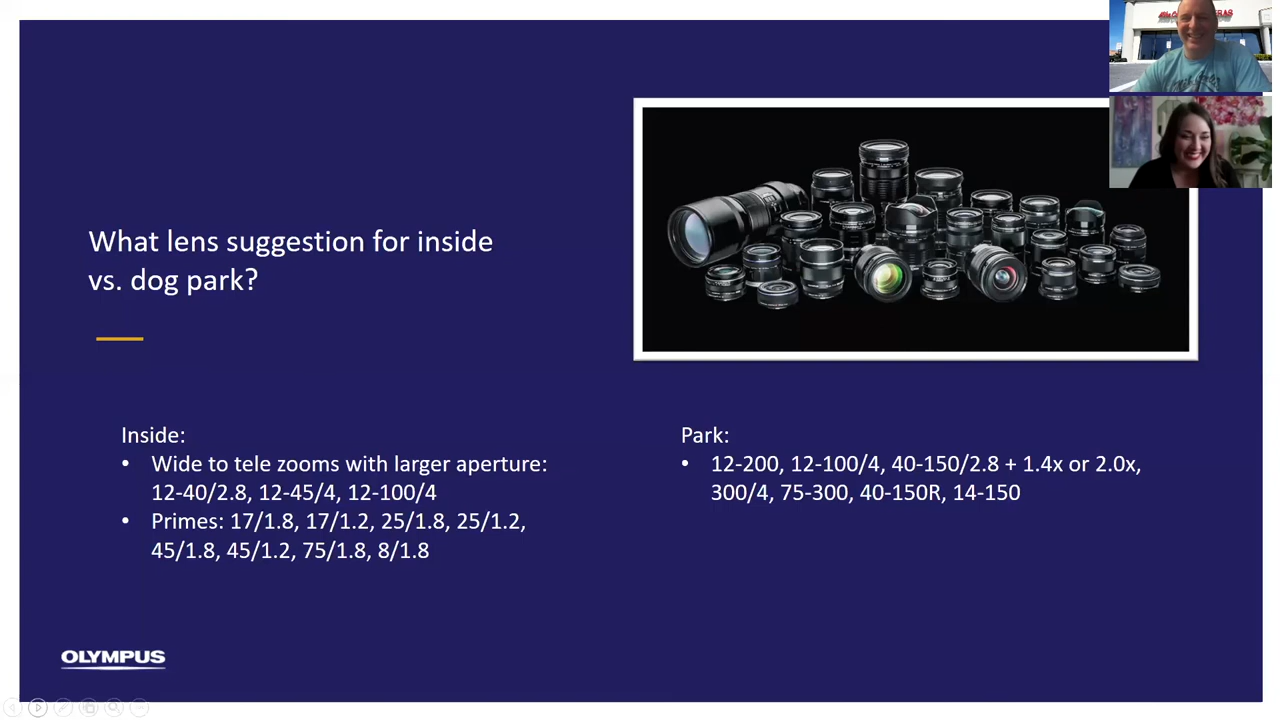 What lens suggestion for inside
vs. dog park?
Inside:
• Wide to tele zooms with larger aperture:
12-40/2.8, 12-45/4, 12-100/4
• Primes: 17/1.8, 17/1.2, 25/1.8, 25/1.2,
45/1.8, 45/1.2, 75/1.8, 8/1.8
Park:
• 12-200, 12-100/4, 40-150/2.8 + 1.4x or 2.0x,
300/4, 75-300, 40-150R, 14-150
OLYMPUS